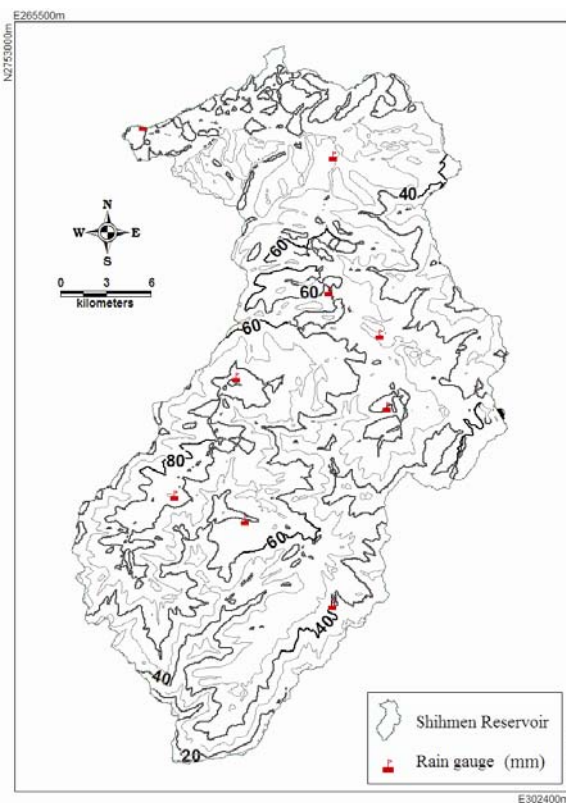 E265500m
N2753000m
40
N
W E
S
60
0 3 6
kilometers
60
60
80
60
40
40
20
Shihmen Reservoir
Rain gauge (mm)
E302400m